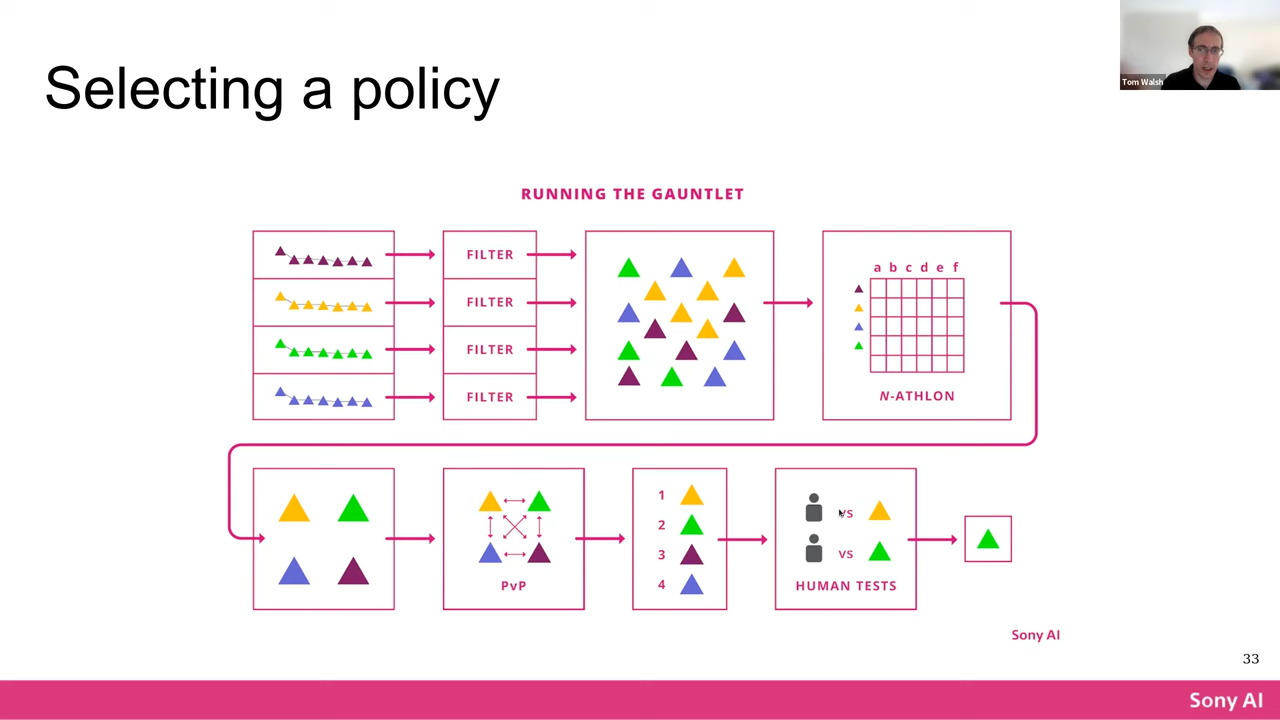 Selecting a policy
Tom Walsh
RUNNING THE GAUNTLET
FILTER
FILTER
FILTER
FILTER
a b c d e f
N-ATHLON
PvP
1
2
3
4
vs
vs
HUMAN TESTS
Sony AI
33
Sony AI